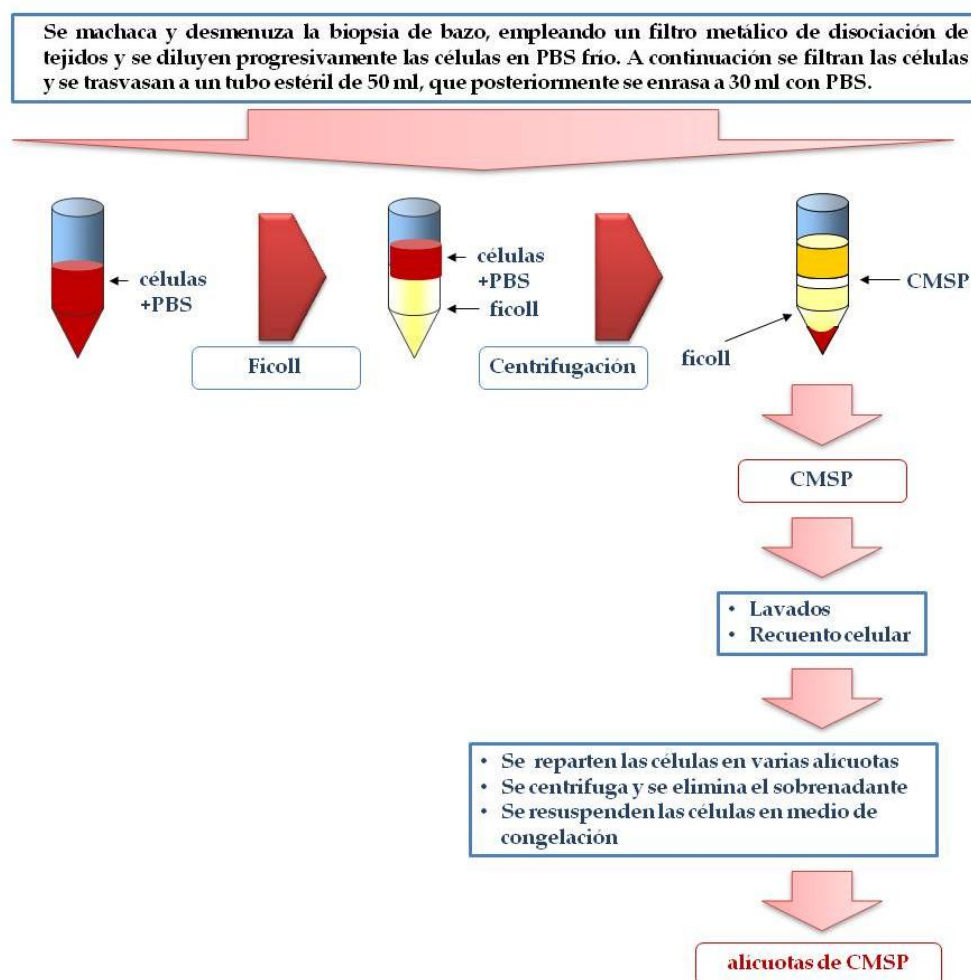 Se machaca y desmenuza la biopsia de bazo, empleando un filtro metálico de disociación de
tejidos y se diluyen progresivamente las células en PBS frío. A continuación se filtran las células
y se trasvasan a un tubo estéril de 50 ml, que posteriormente se enrasa a 30 ml con PBS.
células
+PBS
Ficoll
células
+PBS
ficoll
Centrifugación
CMSP
ficoll
CMSP
• Lavados
• Recuento celular
• Se reparten las células en varias alícuotas
• Se centrifuga y se elimina el sobrenadante
• Se resuspenden las células en medio de
congelación
alícuotas de CMSP